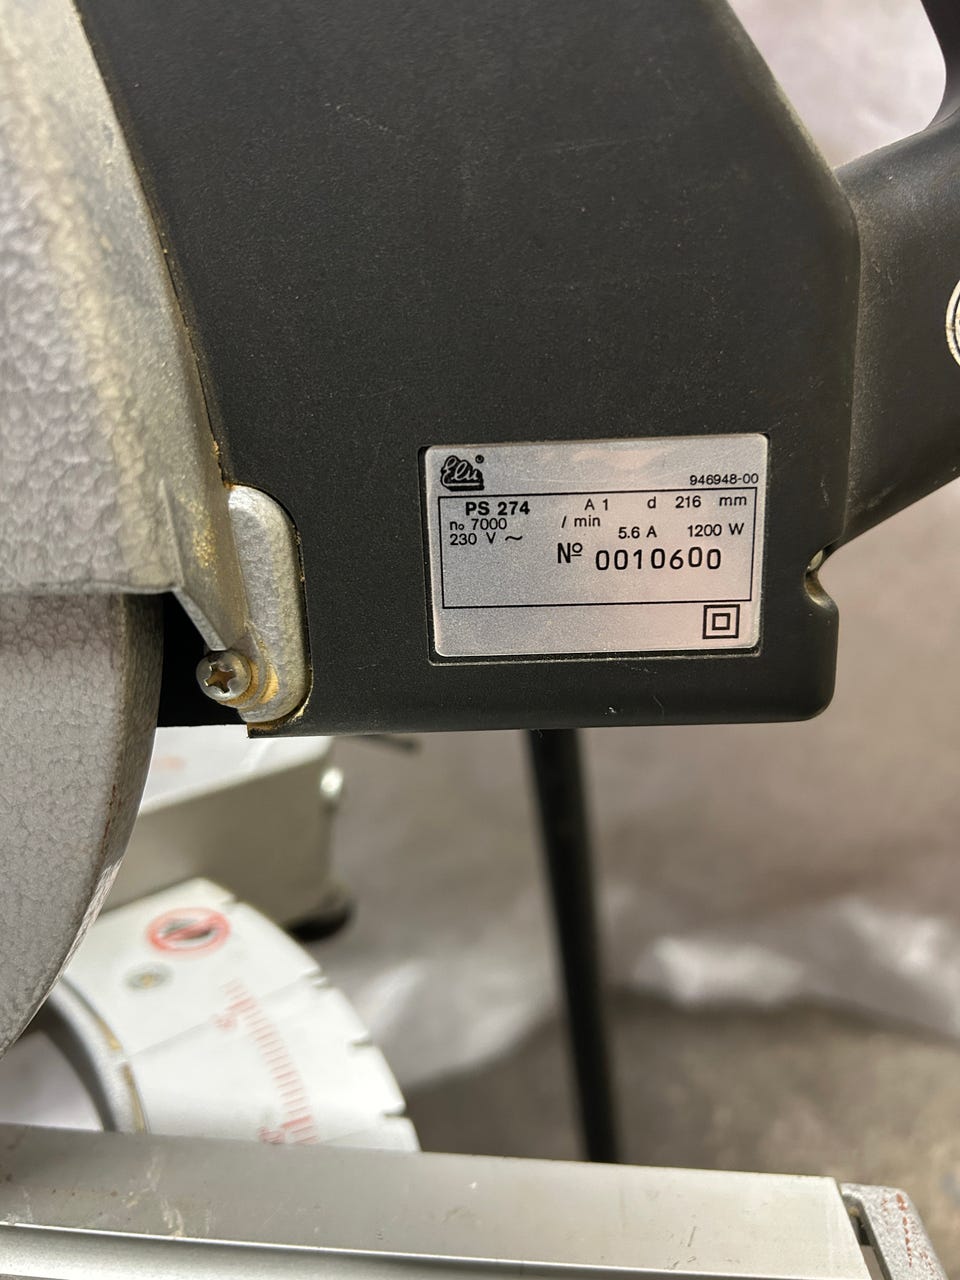 Elu®
946948-00
PS 274 A 1 d 216 mm
n₀ 7000 / min
230 V ~ 5.6 A 1200 W
Nº 0010600